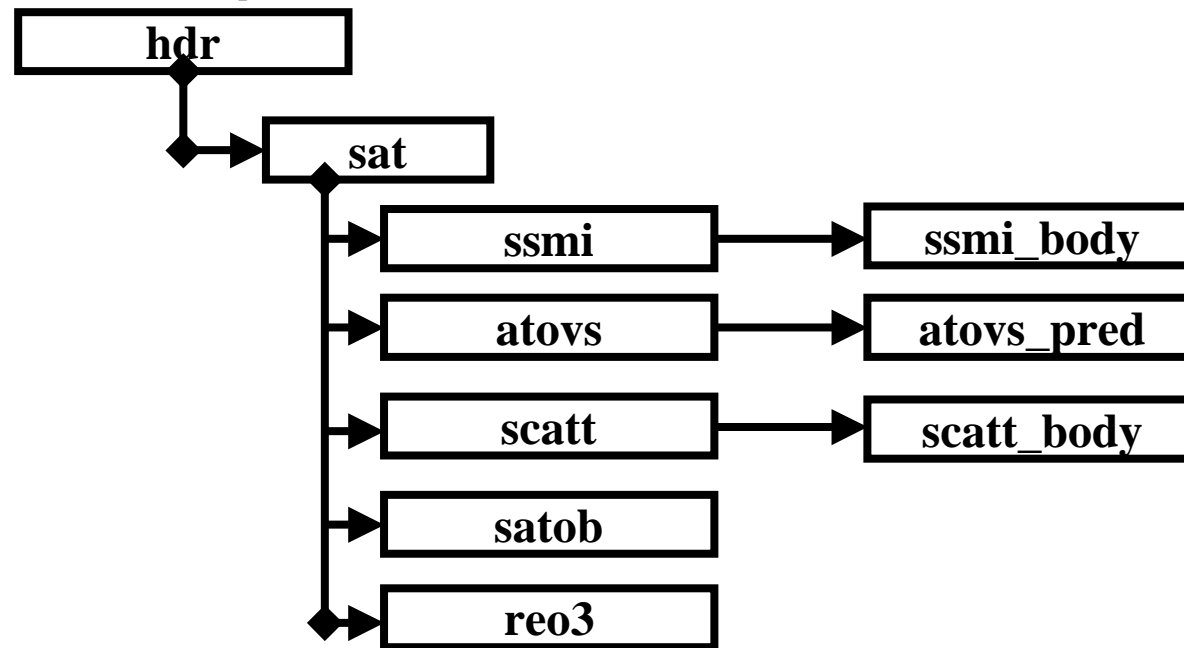 hdr
sat
ssmi ssmi_body
atovs atovs_pred
scatt scatt_body
satob
reo3